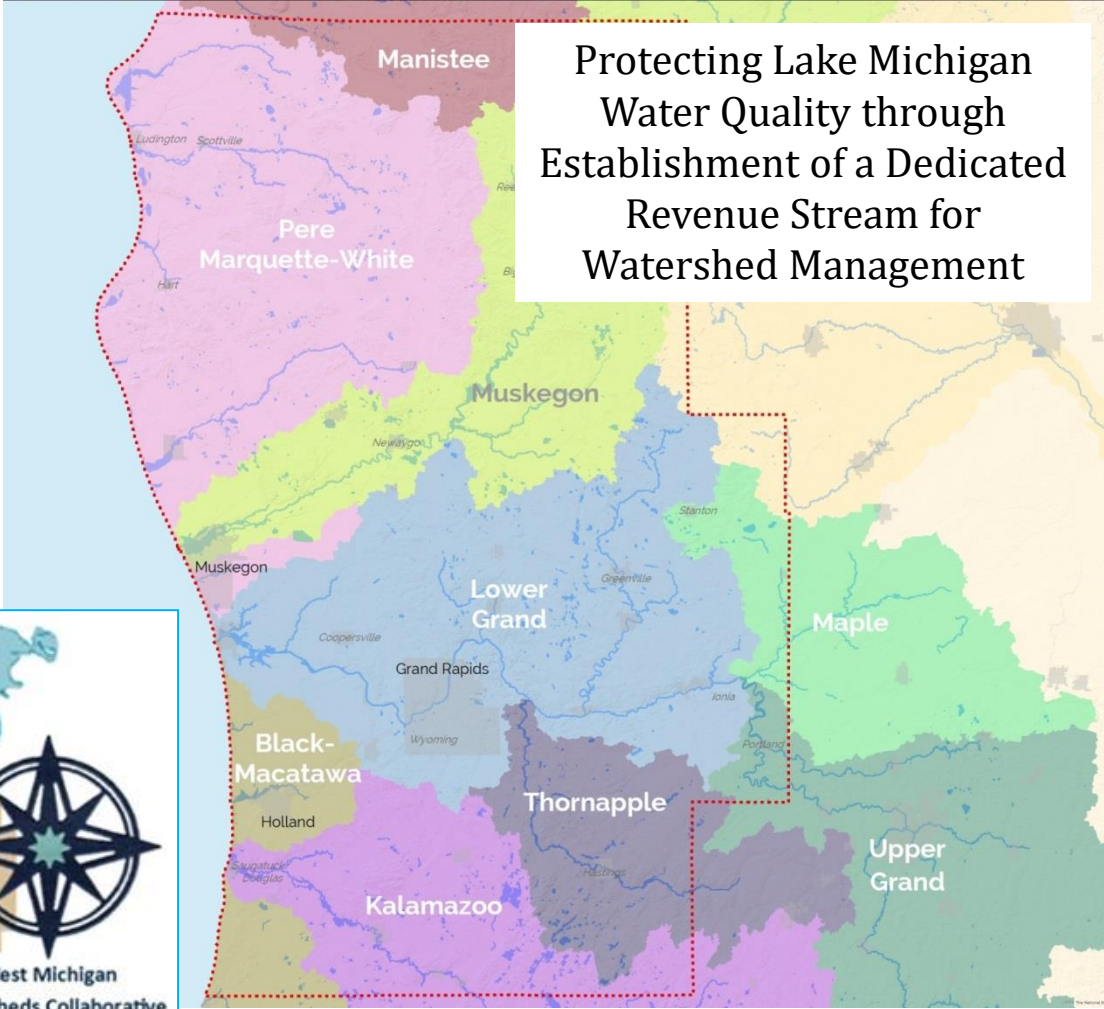 Protecting Lake Michigan
Water Quality through
Establishment of a Dedicated
Revenue Stream for
Watershed Management
Manistee
Ludington Scottville
Pere
Marquette-White
Hart
Muskegon
Newaygo
Stanton
Muskegon
Lower
Grand
Greenville
Maple
Coopersville
Grand Rapids
Ionia
Wyoming
Portland
Black-
Macatawa
Thornapple
Holland
Upper
Grand
Saugatuck
Douglas
Hastings
Kalamazoo
est Michigan
heds Collaborative